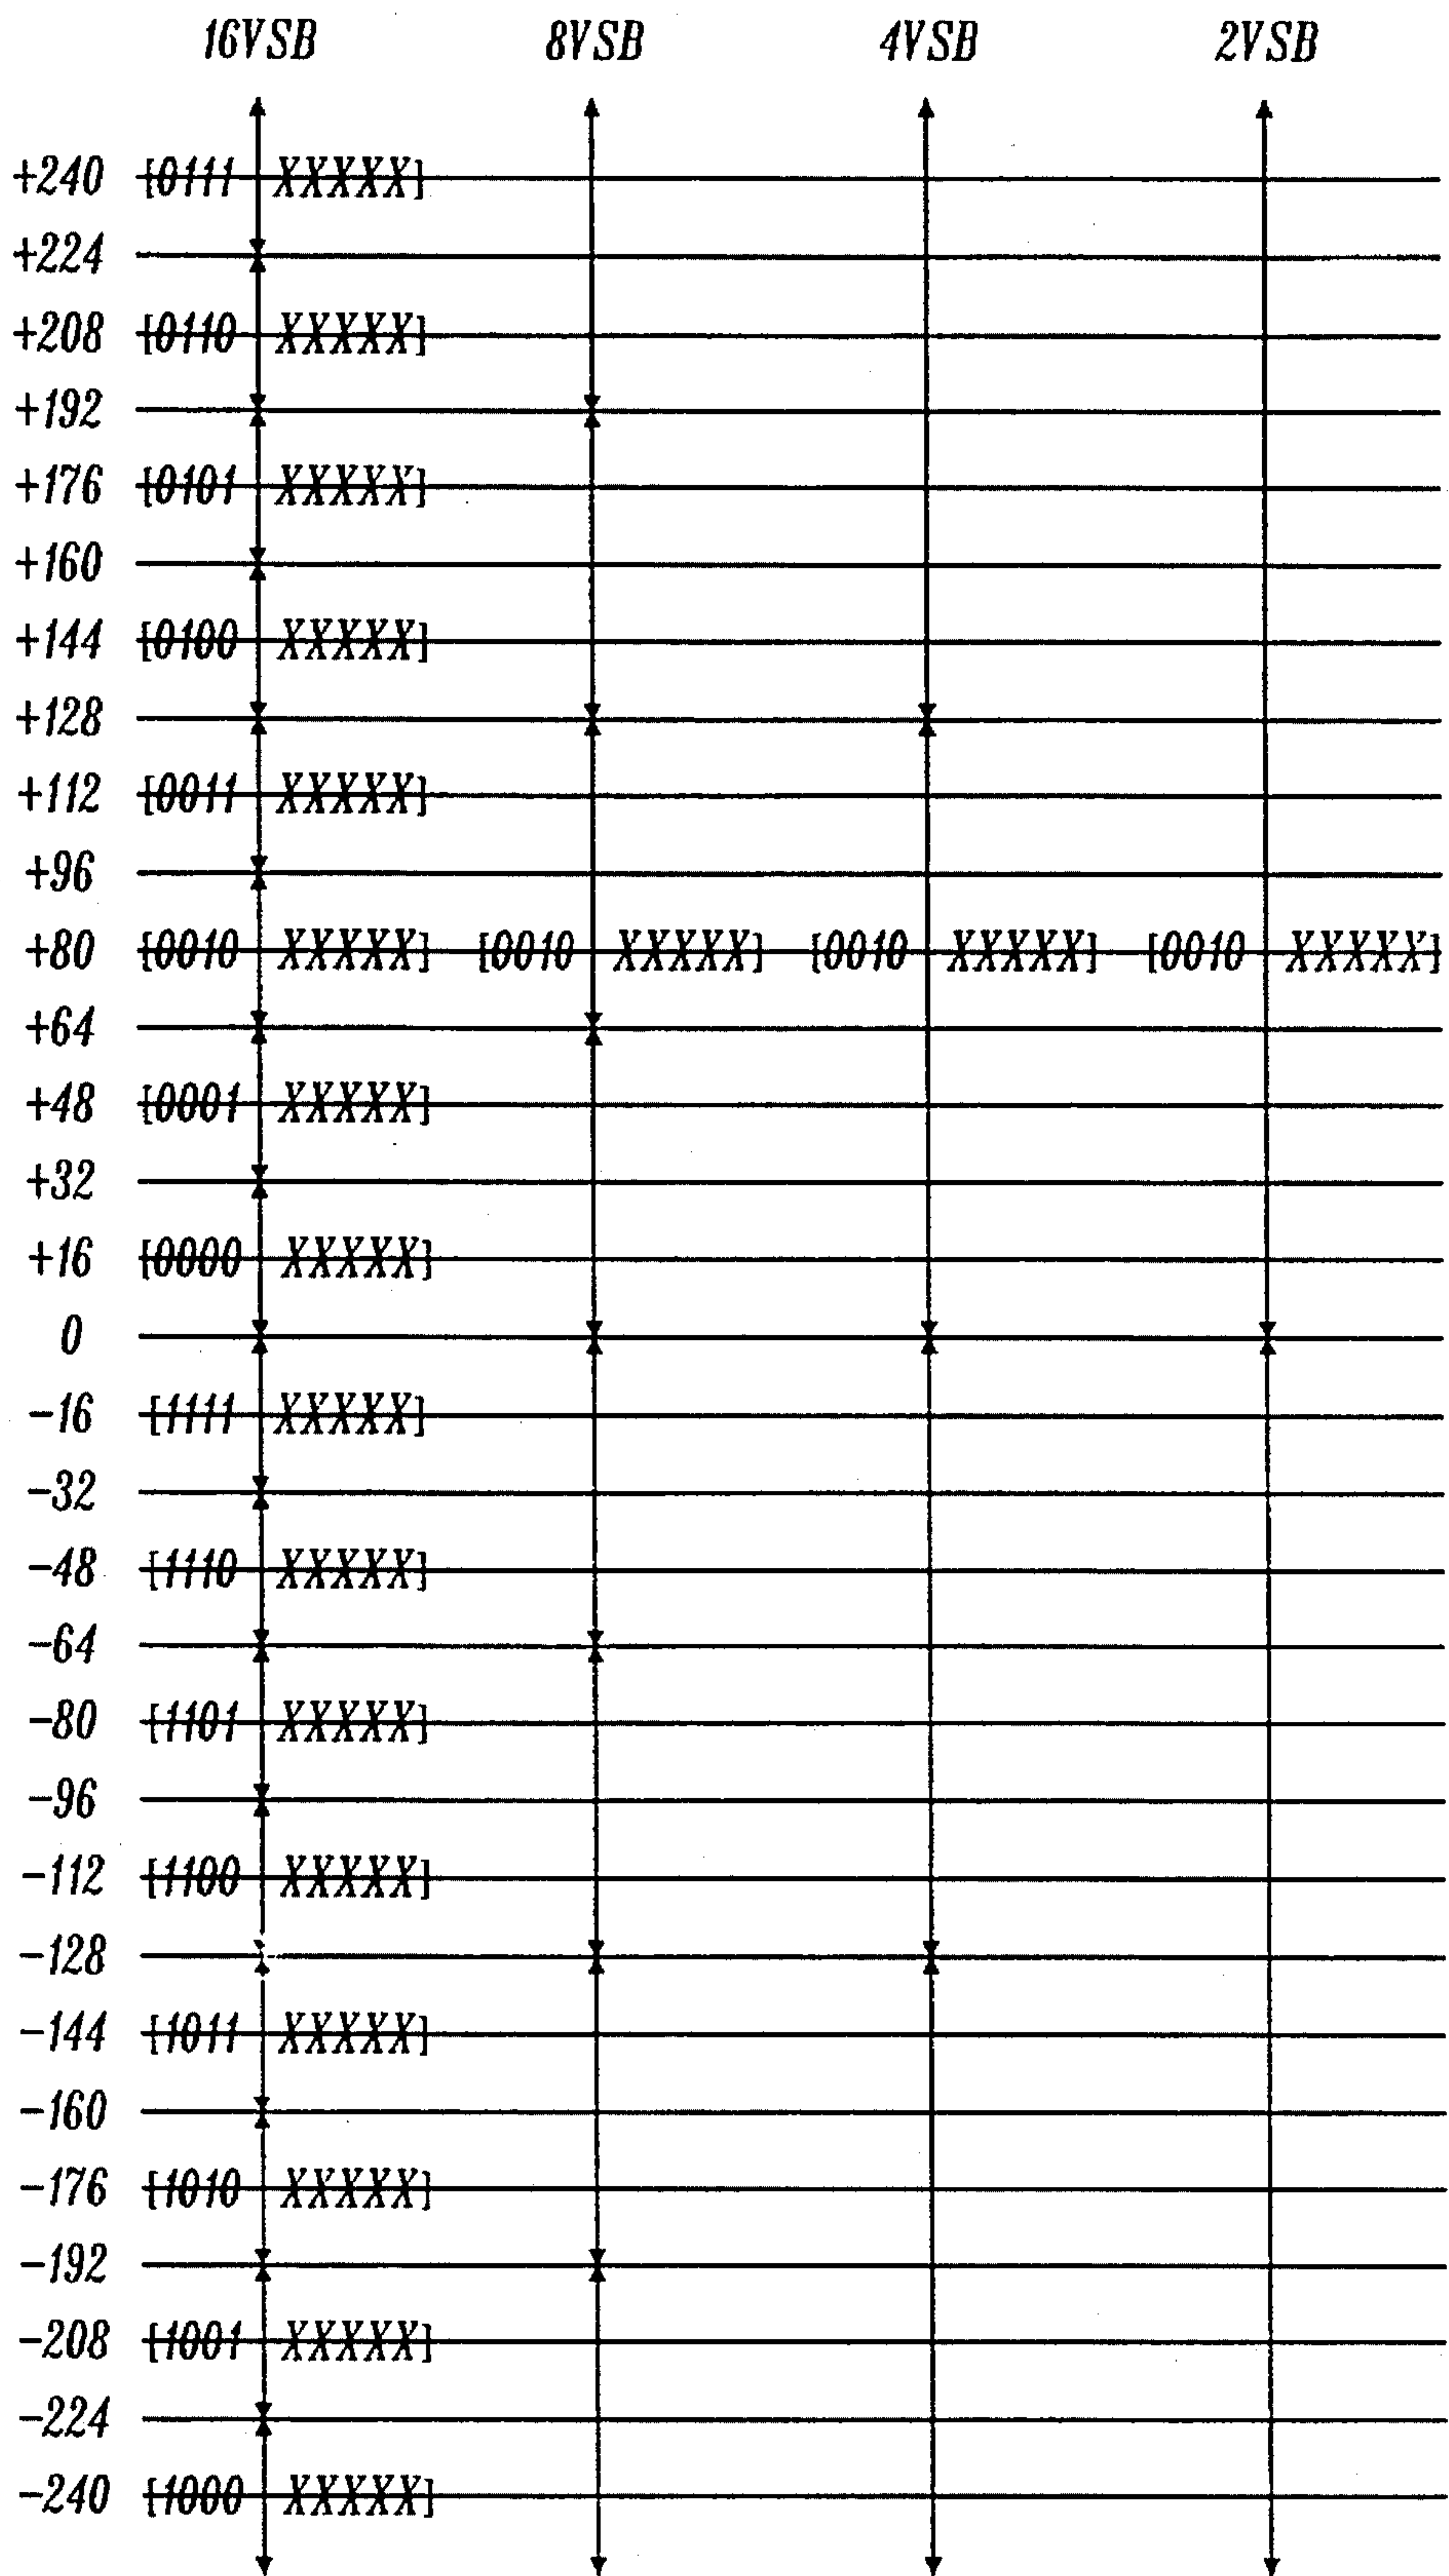 16VSB 8VSB 4VSB 2VSB
+240 [0111 XXXXX]
+224
+208 [0110 XXXXX]
+192
+176 [0101 XXXXX]
+160
+144 [0100 XXXXX]
+128
+112 [0011 XXXXX]
+96
+80 [0010 XXXXX] [0010 XXXXX] [0010 XXXXX] [0010 XXXXX]
+64
+48 [0001 XXXXX]
+32
+16 [0000 XXXXX]
0
-16 [1111 XXXXX]
-32
-48 [1110 XXXXX]
-64
-80 [1101 XXXXX]
-96
-112 [1100 XXXXX]
-128
-144 [1011 XXXXX]
-160
-176 [1010 XXXXX]
-192
-208 [1001 XXXXX]
-224
-240 [1000 XXXXX]